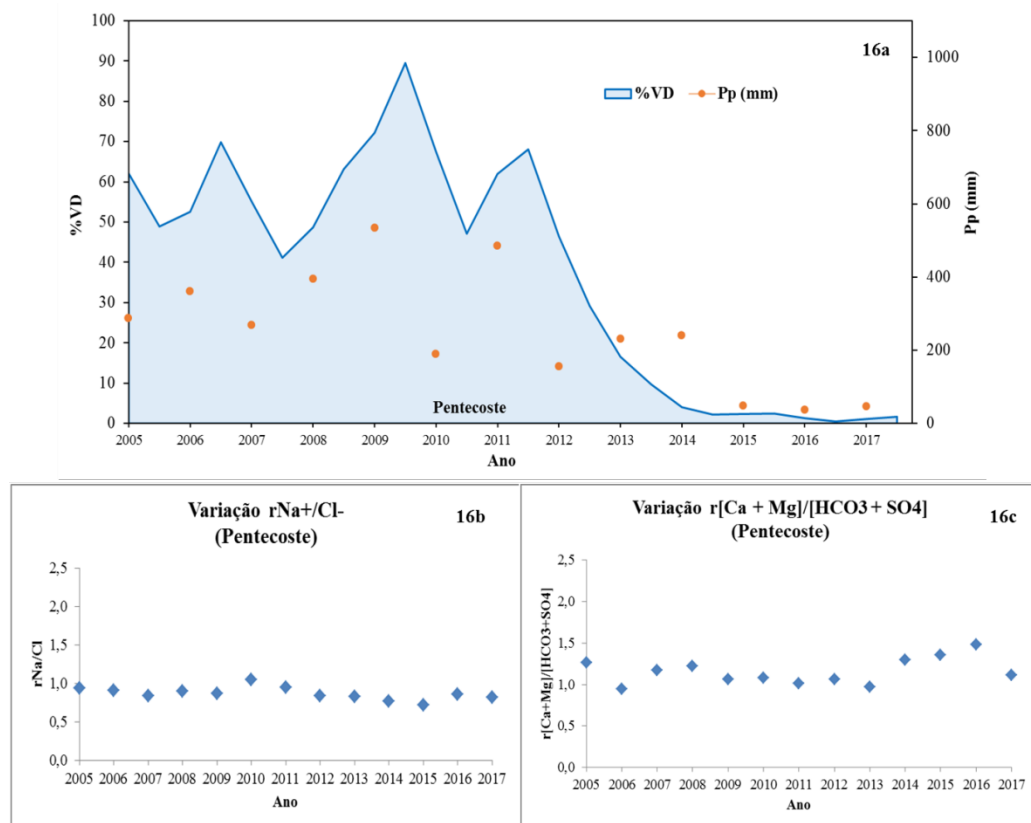 16a
%VD Pp (mm)
100
90
80
70
60
50
40
30
20
10
0
%VD
1000
800
600
400
200
0
Pp (mm)
Pentecoste
2005 2006 2007 2008 2009 2010 2011 2012 2013 2014 2015 2016 2017
Ano
Variação rNa+/Cl-
(Pentecoste)
16b
2,5
2,0
1,5
1,0
0,5
0,0
rNa/Cl
2005 2006 2007 2008 2009 2010 2011 2012 2013 2014 2015 2016 2017
Ano
Variação r[Ca + Mg]/[HCO3 + SO4]
(Pentecoste)
16c
2,5
2,0
1,5
1,0
0,5
0,0
r[Ca+Mg]/[HCO3+SO4]
2005 2006 2007 2008 2009 2010 2011 2012 2013 2014 2015 2016 2017
Ano